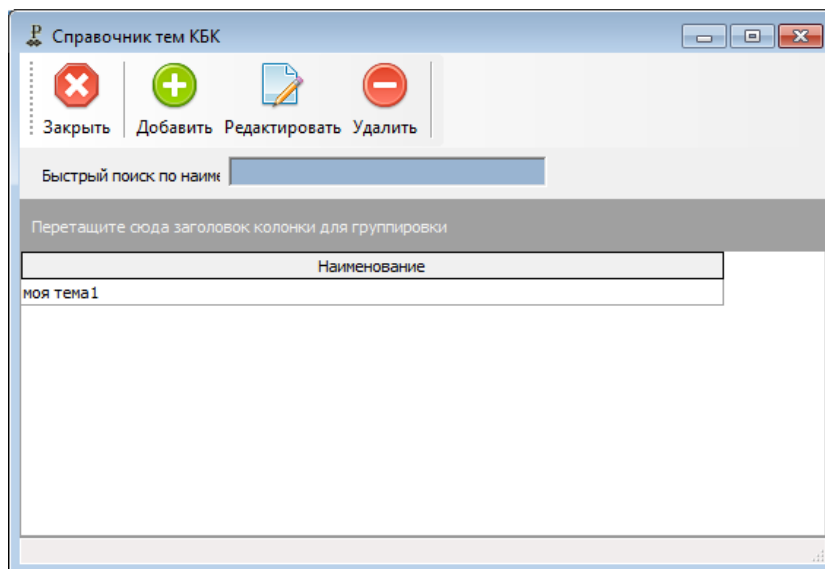 Справочник тем КБК
Закрыть Добавить Редактировать Удалить
Быстрый поиск по наиме
Перетащите сюда заголовок колонки для группировки
Наименование
моя тема1